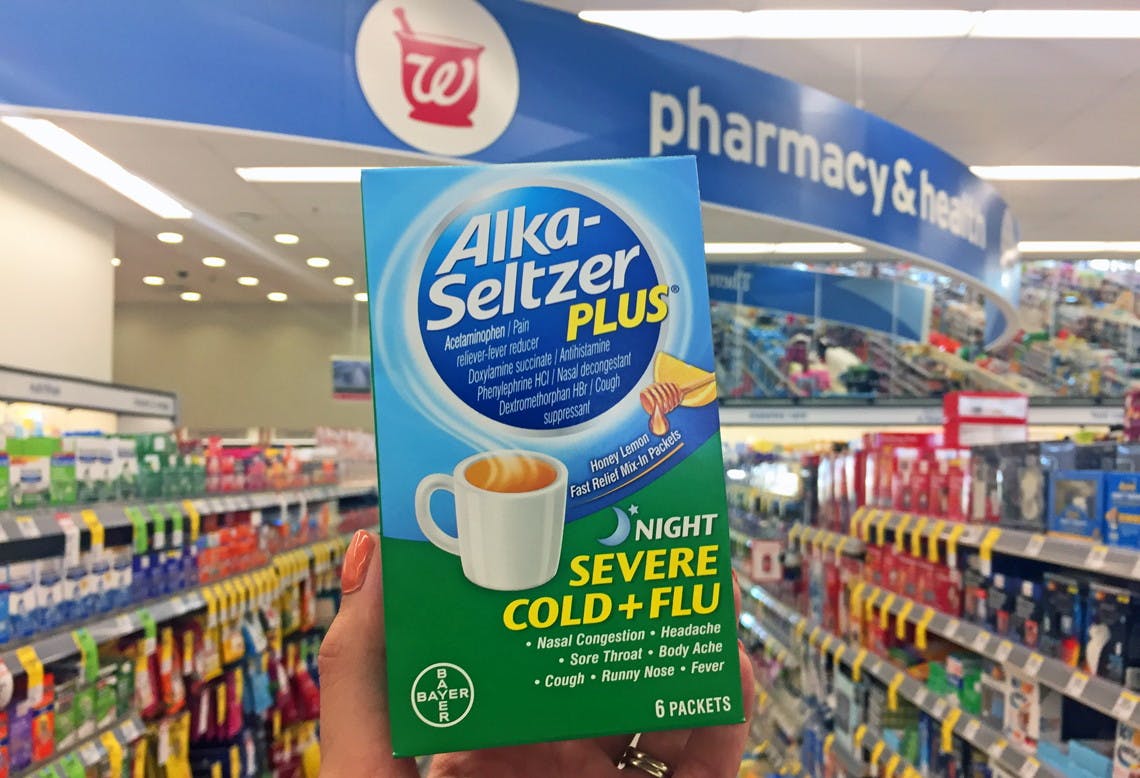 W
pharmacy & health
Alka-
Seltzer
PLUS®
Acetaminophen / Pain
reliever-fever reducer
Doxylamine succinate / Antihistamine
Phenylephrine HCl / Nasal decongestant
Dextromethorphan HBr / Cough
suppressant
Honey Lemon
Fast Relief Mix-In Packets
NIGHT
SEVERE
COLD + FLU
• Nasal Congestion • Headache
• Sore Throat • Body Ache
• Cough • Runny Nose • Fever
BAYER
BAYER
6 PACKETS